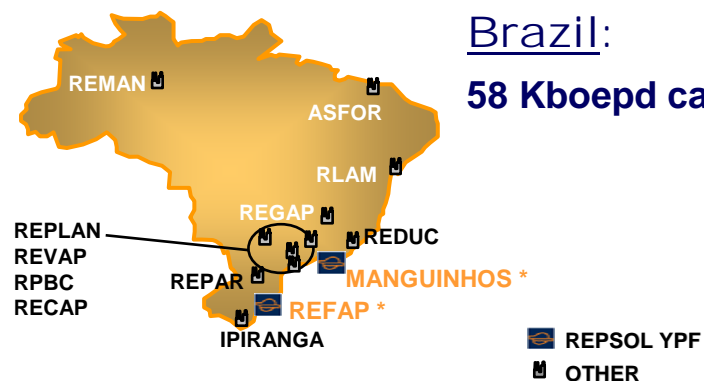 Brazil:
58 Kboepd ca
REMAN
ASFOR
RLAM
REGAP
REPLAN
REVAP
RPBC
RECAP
REDUC
REPAR
MANGUINHOS *
REFAP *
IPIRANGA
REPSOL YPF
OTHER